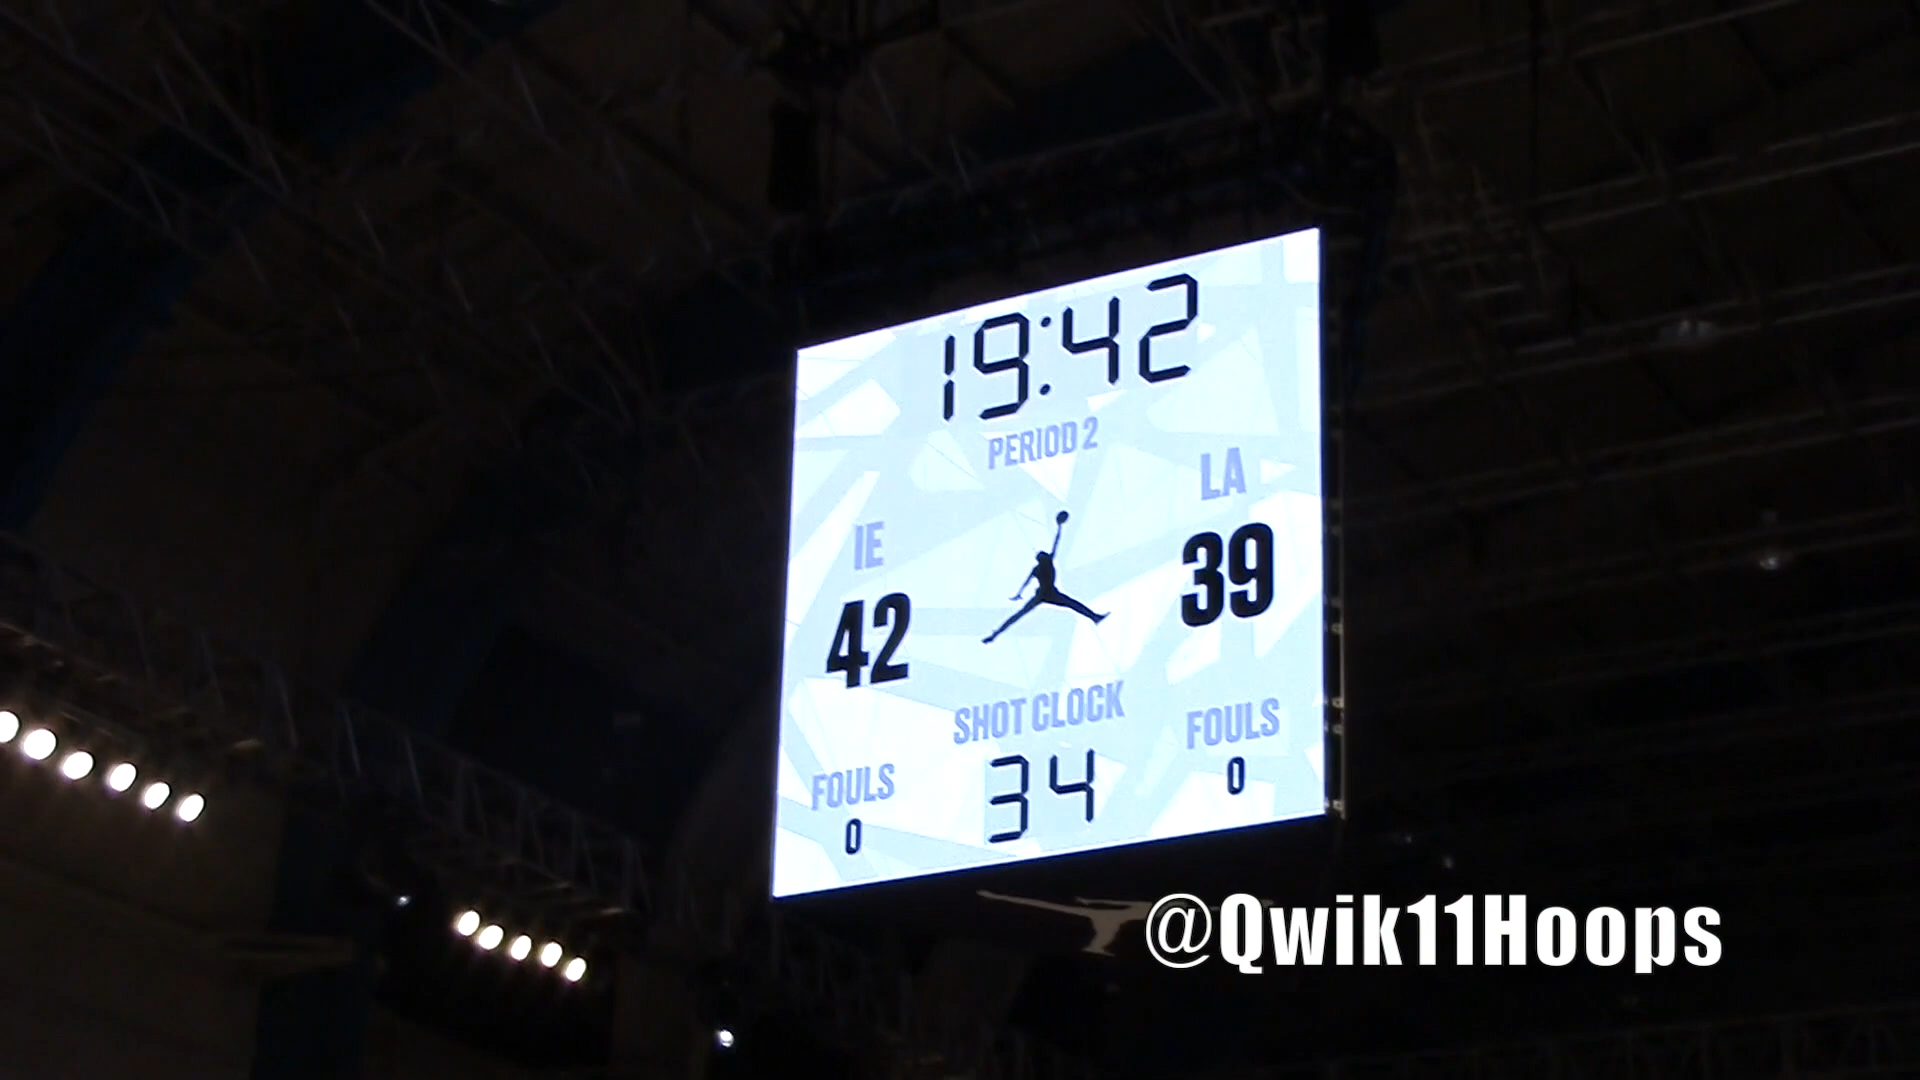 19:42
PERIOD 2
IE
LA
42
39
SHOT CLOCK
34
FOULS
0
FOULS
0
@Qwik11Hoops